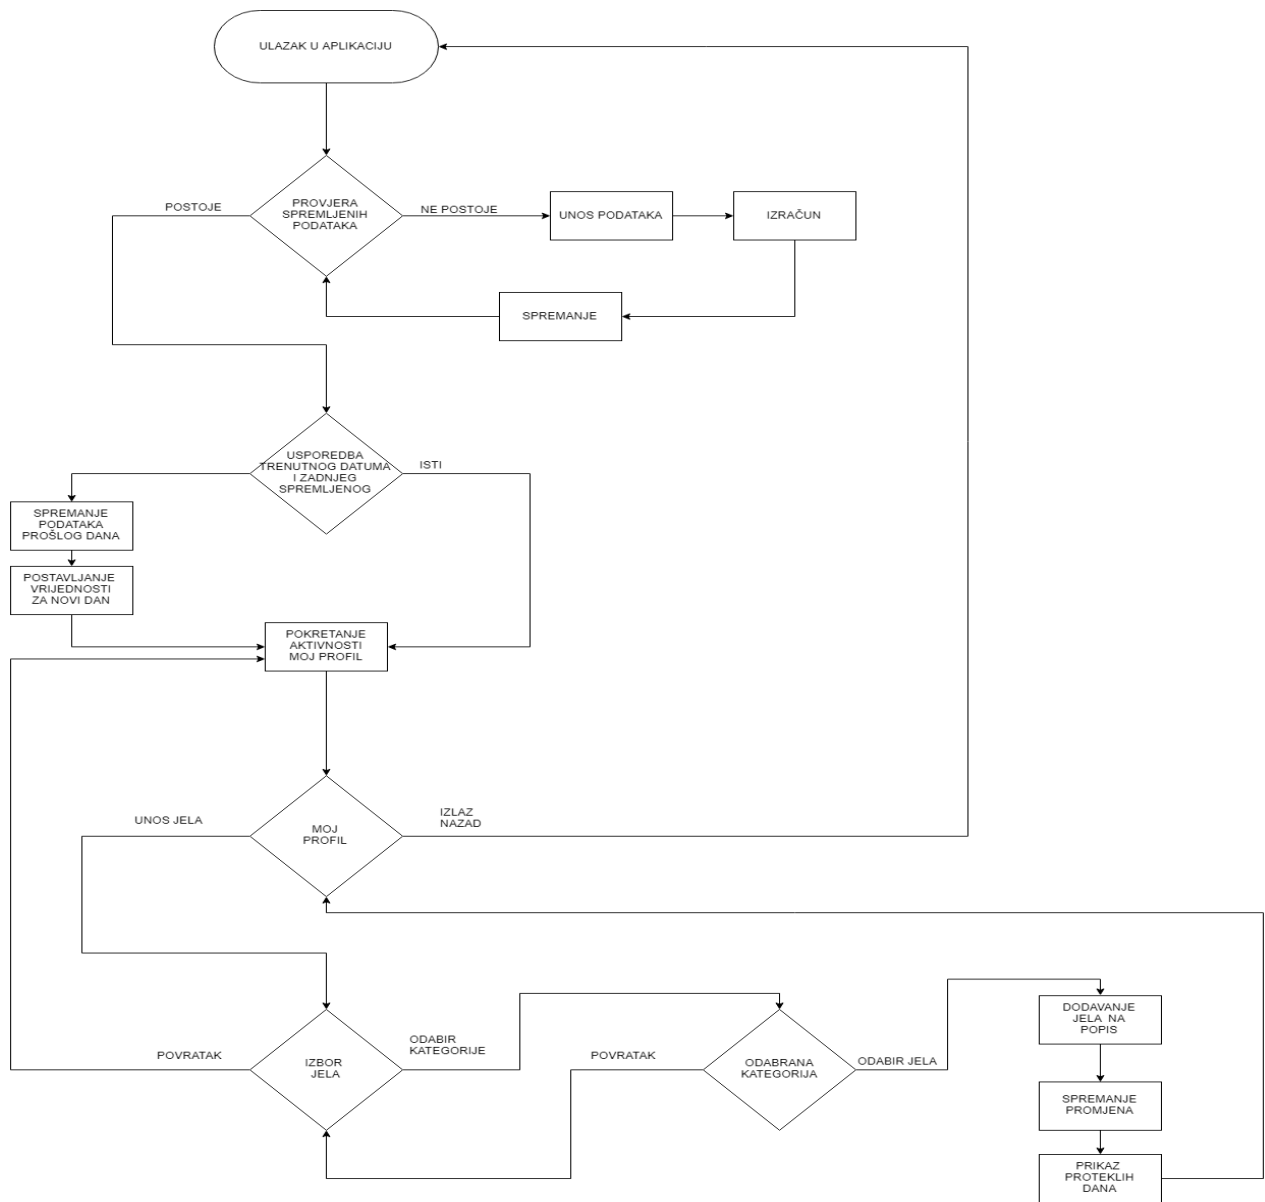 ULAZAK U APLIKACIJU
PROVJERA
SPREMLJENIH
PODATAKA
POSTOJE
NE POSTOJE
UNOS PODATAKA
IZRAČUN
SPREMANJE
USPOREDBA
TRENUTNOG DATUMA
I ZADNJEG
SPREMLJENOG
ISTI
SPREMANJE
PODATAKA
PROŠLOG DANA
POSTAVLJANJE
VRIJEDNOSTI
ZA NOVI DAN
POKRETANJE
AKTIVNOSTI
MOJ PROFIL
UNOS JELA
MOJ
PROFIL
IZLAZ
NAZAD
POVRATAK
IZBOR
JELA
ODABIR
KATEGORIJE
POVRATAK
ODABRANA
KATEGORIJA
ODABIR JELA
DODAVANJE
JELA NA
POPIS
SPREMANJE
PROMJENA
PRIKAZ
PROTEKLIH
DANA